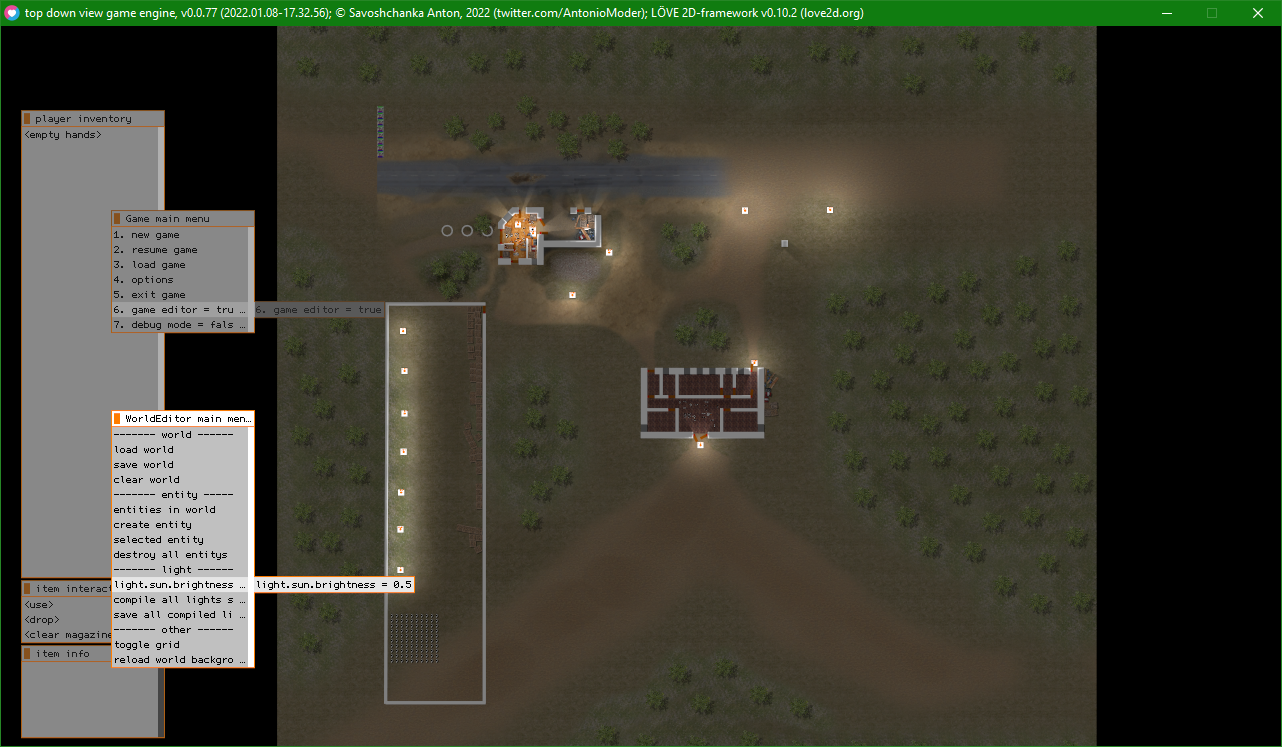 top down view game engine, v0.0.77 (2022.01.08-17.32.56); © Savoshchanka Anton, 2022 (twitter.com/AntonioModer); LÖVE 2D-framework v0.10.2 (love2d.org)
player inventory
<empty hands>
Game main menu
1. new game
2. resume game
3. load game
4. options
5. exit game
6. game editor = tru … 6. game editor = true
7. debug mode = fals …
WorldEditor main men…
------- world ------
load world
save world
clear world
------- entity -----
entities in world
create entity
selected entity
destroy all entitys
------- light ------
light.sun.brightness … light.sun.brightness = 0.5
compile all lights s …
save all compiled li …
------- other ------
toggle grid
reload world backgro …
item interact
<use>
<drop>
<clear magazine
item info